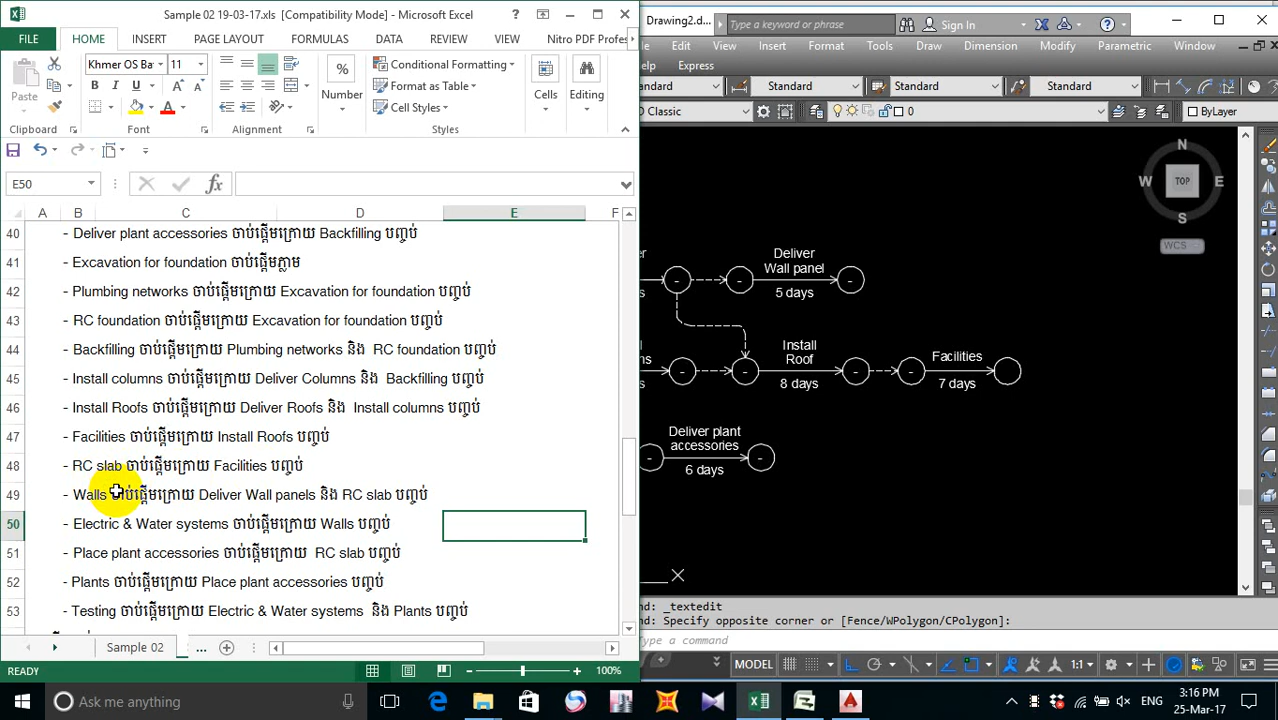 Sample 02 19-03-17.xls [Compatibility Mode] - Microsoft Excel
FILE HOME INSERT PAGE LAYOUT FORMULAS DATA REVIEW VIEW Nitro PDF Profes
Paste
Khmer OS Ba 11
B I U
A
%
Number
Conditional Formatting
Format as Table
Cell Styles
Cells
Editing
Clipboard Font Alignment Styles
E50
fx
A B C D E F
40 - Deliver plant accessories ចាប់ផ្តើមក្រោយ Backfilling បញ្ចប់
41 - Excavation for foundation ចាប់ផ្តើមភ្លាម
42 - Plumbing networks ចាប់ផ្តើមក្រោយ Excavation for foundation បញ្ចប់
43 - RC foundation ចាប់ផ្តើមក្រោយ Excavation for foundation បញ្ចប់
44 - Backfilling ចាប់ផ្តើមក្រោយ Plumbing networks និង RC foundation បញ្ចប់
45 - Install columns ចាប់ផ្តើមក្រោយ Deliver Columns និង Backfilling បញ្ចប់
46 - Install Roofs ចាប់ផ្តើមក្រោយ Deliver Roofs និង Install columns បញ្ចប់
47 - Facilities ចាប់ផ្តើមក្រោយ Install Roofs បញ្ចប់
48 - RC slab ចាប់ផ្តើមក្រោយ Facilities បញ្ចប់
49 - Walls ចាប់ផ្តើមក្រោយ Deliver Wall panels និង RC slab បញ្ចប់
50 - Electric & Water systems ចាប់ផ្តើមក្រោយ Walls បញ្ចប់
51 - Place plant accessories ចាប់ផ្តើមក្រោយ RC slab បញ្ចប់
52 - Plants ចាប់ផ្តើមក្រោយ Place plant accessories បញ្ចប់
53 - Testing ចាប់ផ្តើមក្រោយ Electric & Water systems និង Plants បញ្ចប់
Sample 02 ...
READY 100%
Drawing2.d... Type a keyword or phrase Sign In
Edit View Insert Format Tools Draw Dimension Modify Parametric Window
Express
Standard Standard Standard
Classic 0 ByLayer
N
W TOP E
S
WCS
Deliver
Wall panel
5 days
Install
Roof
8 days
Facilities
7 days
Deliver plant
accessories
6 days
X
_textedit
Specify opposite corner or [Fence/WPolygon/CPolygon]:
Type a command
MODEL 1:1
Ask me anything
ENG
3:16 PM
25-Mar-17